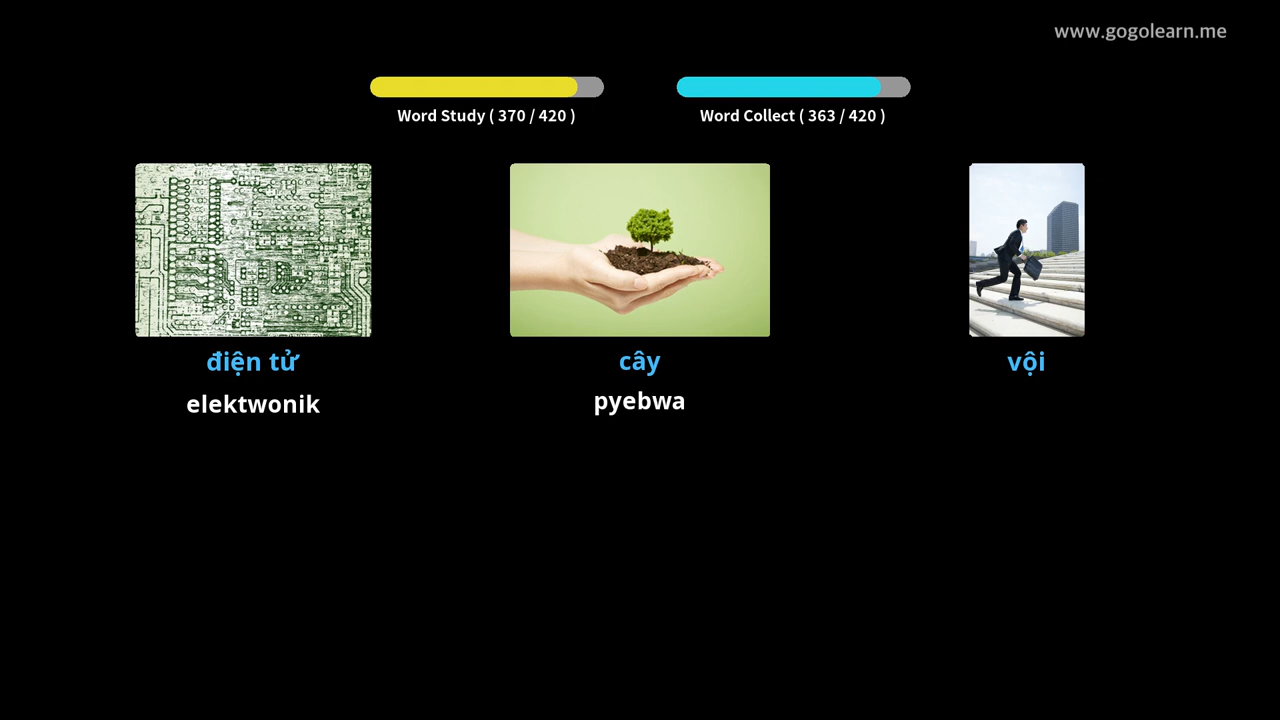 www.gogolearn.me
Word Study ( 370 / 420 )
Word Collect ( 363 / 420 )
điện tử
cây
vội
elektwonik
pyebwa